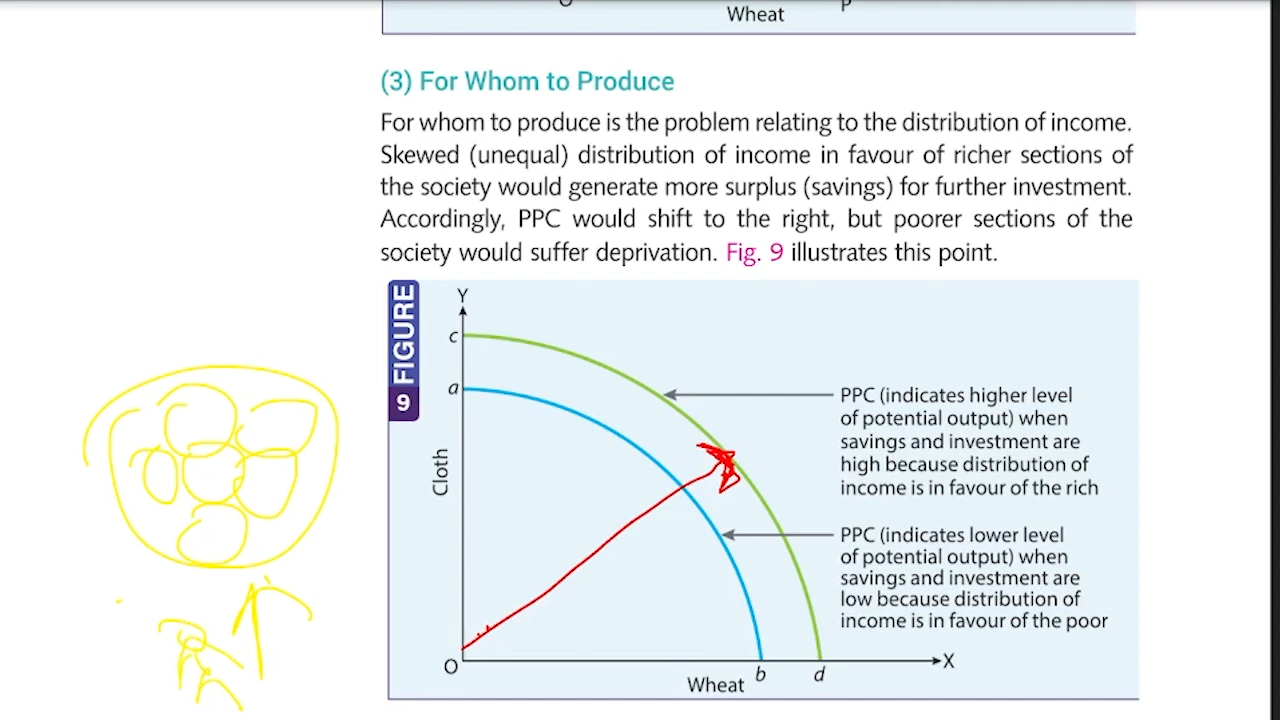 Wheat
(3) For Whom to Produce
For whom to produce is the problem relating to the distribution of income.
Skewed (unequal) distribution of income in favour of richer sections of
the society would generate more surplus (savings) for further investment.
Accordingly, PPC would shift to the right, but poorer sections of the
society would suffer deprivation. Fig. 9 illustrates this point.
9 FIGURE
Y
c
a
Cloth
PPC (indicates higher level
of potential output) when
savings and investment are
high because distribution of
income is in favour of the rich
PPC (indicates lower level
of potential output) when
savings and investment are
low because distribution of
income is in favour of the poor
O
b
d
X
Wheat